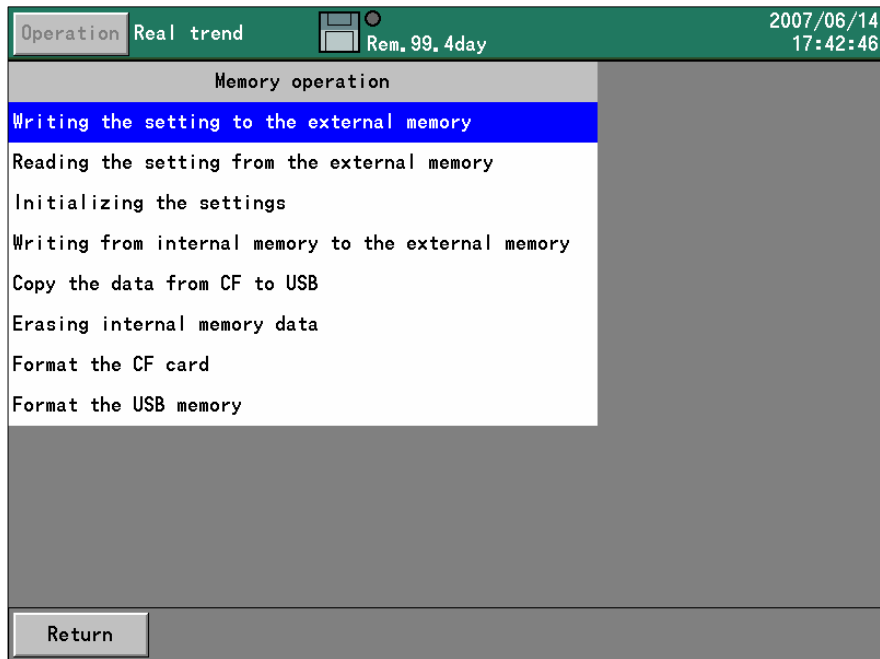 Operation Real trend 2007/06/14
Rem.99.4day 17:42:46
Memory operation
Writing the setting to the external memory
Reading the setting from the external memory
Initializing the settings
Writing from internal memory to the external memory
Copy the data from CF to USB
Erasing internal memory data
Format the CF card
Format the USB memory
Return